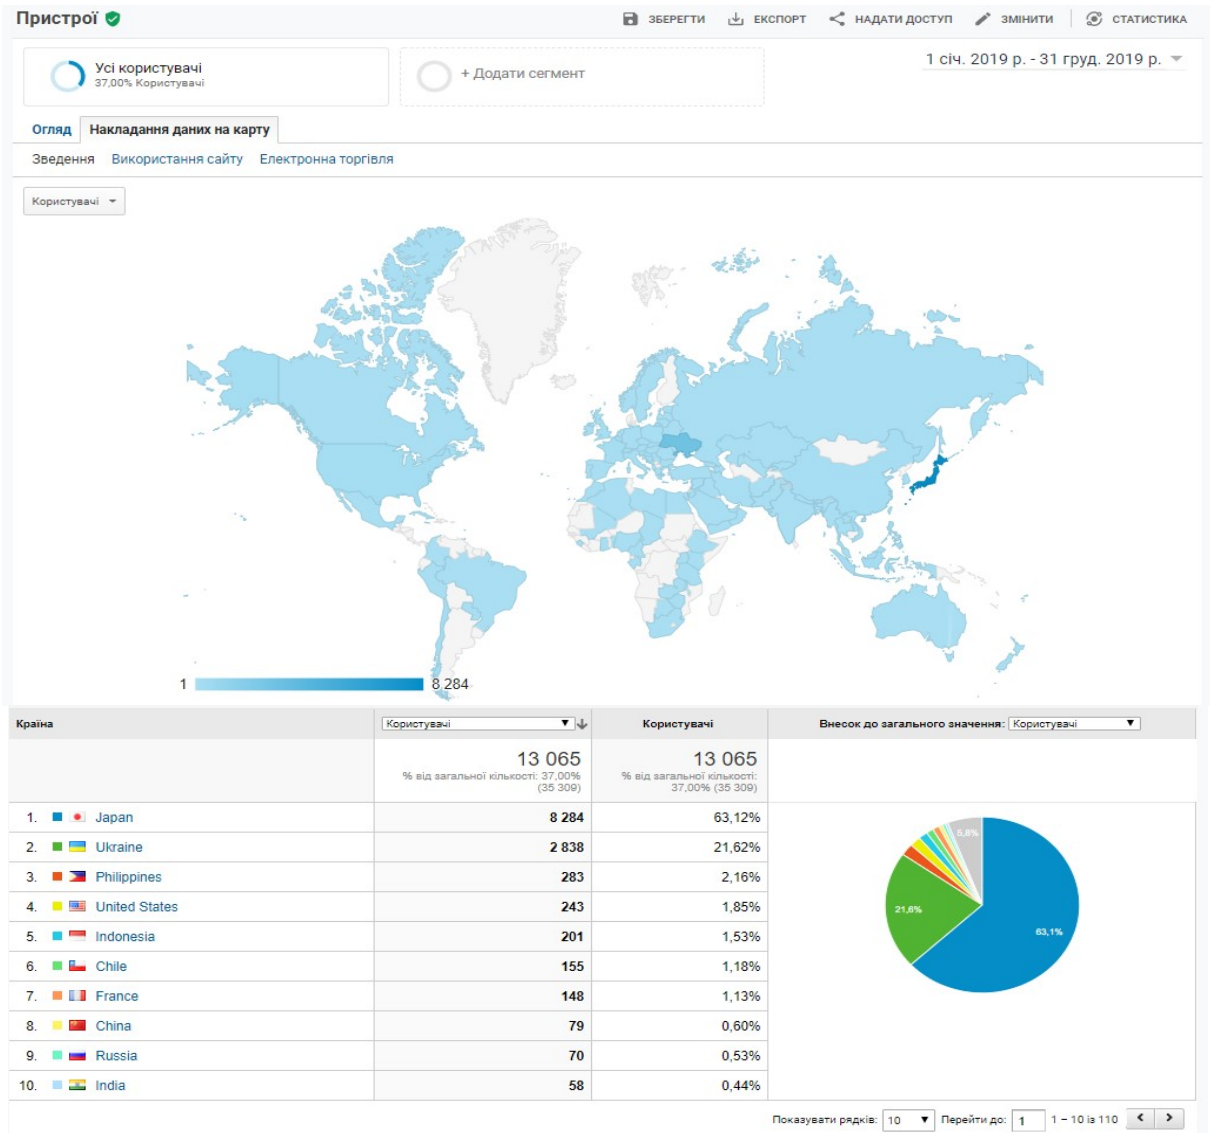 Пристрої
ЗБЕРЕГТИ ЕКСПОРТ НАДАТИ ДОСТУП ЗМІНИТИ СТАТИСТИКА
Усі користувачі
37,00% Користувачі
+ Додати сегмент
1 січ. 2019 р. - 31 груд. 2019 р.
Огляд Накладання даних на карту
Зведення Використання сайту Електронна торгівля
Користувачі
1 8 284
Країна Користувачі Користувачі Внесок до загального значення: Користувачі
13 065 13 065
% від загальної кількості: 37,00% % від загальної кількості:
(35 309) 37,00% (35 309)
1. Japan 8 284 63,12%
2. Ukraine 2 838 21,62%
3. Philippines 283 2,16%
4. United States 243 1,85%
5. Indonesia 201 1,53%
6. Chile 155 1,18%
7. France 148 1,13%
8. China 79 0,60%
9. Russia 70 0,53%
10. India 58 0,44%
5,8%
21,6%
63,1%
Показувати рядків: 10 Перейти до: 1 1 – 10 із 110